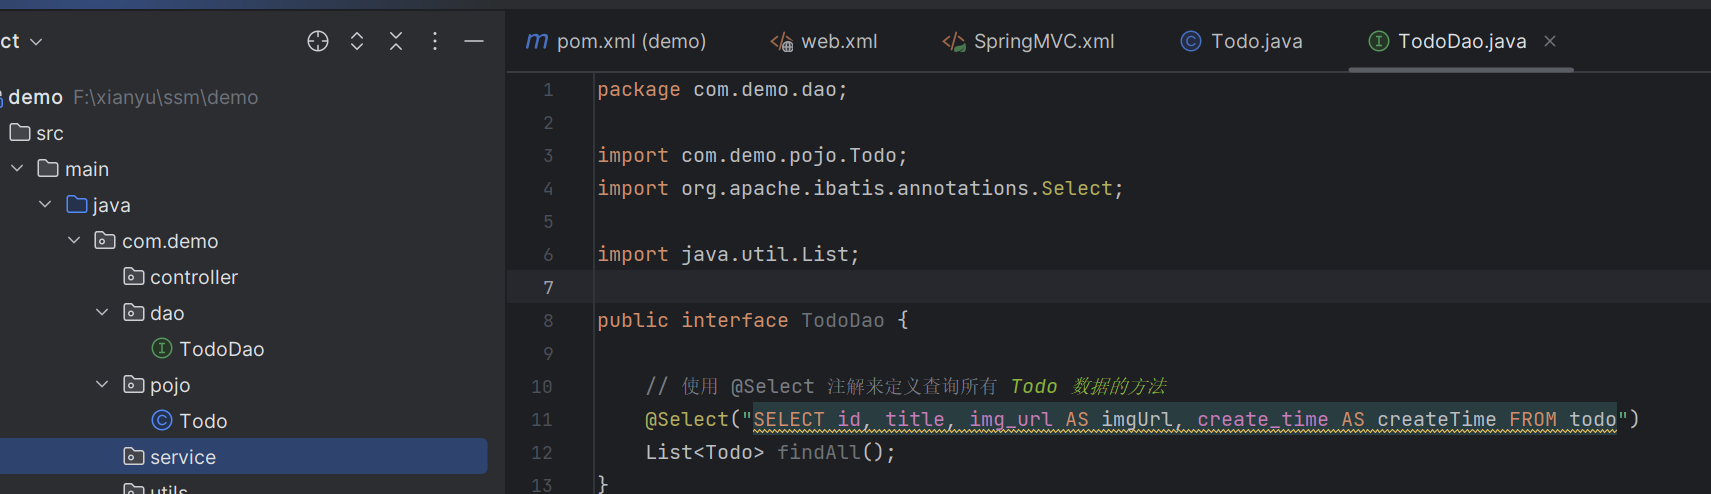 ct
pom.xml (demo)
web.xml
SpringMVC.xml
Todo.java
TodoDao.java
demo F:\xianyu\ssm\demo
src
main
java
com.demo
controller
dao
TodoDao
pojo
Todo
service
utils
1 package com.demo.dao;
2
3 import com.demo.pojo.Todo;
4 import org.apache.ibatis.annotations.Select;
5
6 import java.util.List;
7
8 public interface TodoDao {
9
10 // 使用 @Select 注解来定义查询所有 Todo 数据的方法
11 @Select("SELECT id, title, img_url AS imgUrl, create_time AS createTime FROM todo")
12 List<Todo> findAll();
13 }